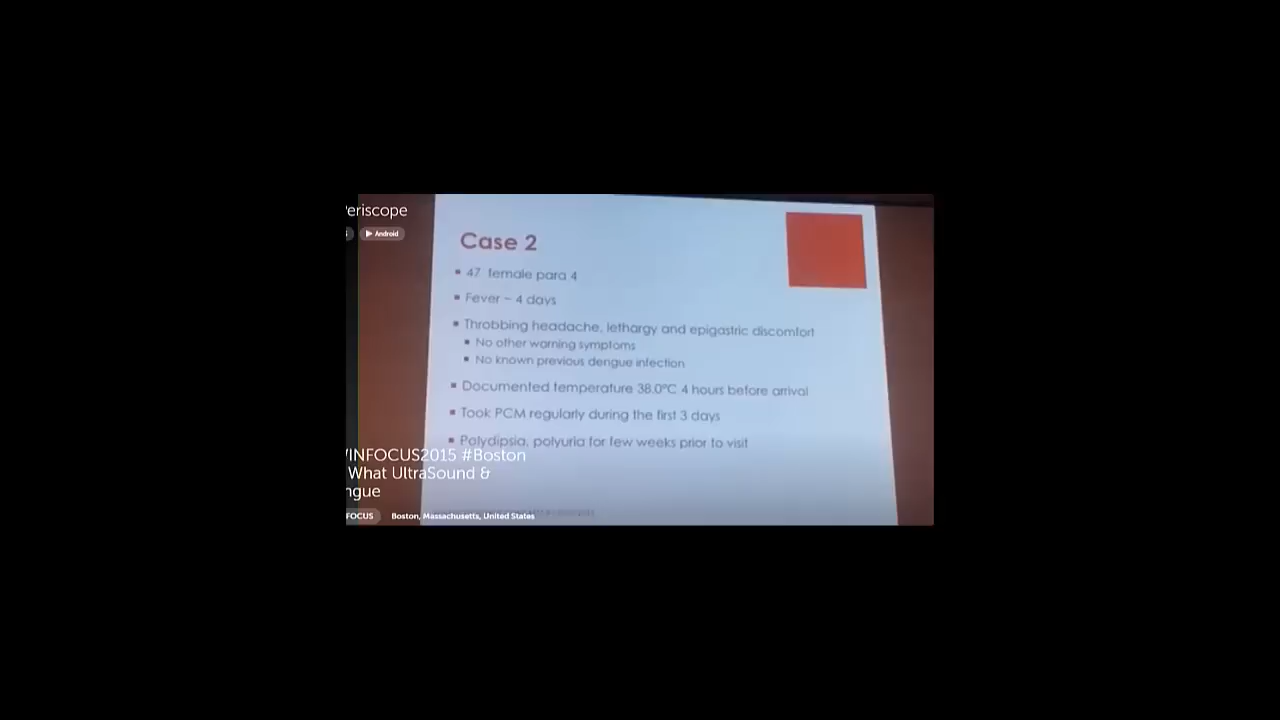 eriscope
Android
Case 2
47 female para 4
Fever ~ 4 days
Throbbing headache, lethargy and epigastric discomfort
No other warning symptoms
No known previous dengue infection
Documented temperature 38.0°C 4 hours before arrival
Took PCM regularly during the first 3 days
Polydipsia, polyuria for few weeks prior to visit
INFOCUS2015 #Boston
What UltraSound &
ngue
FOCUS Boston, Massachusetts, United States